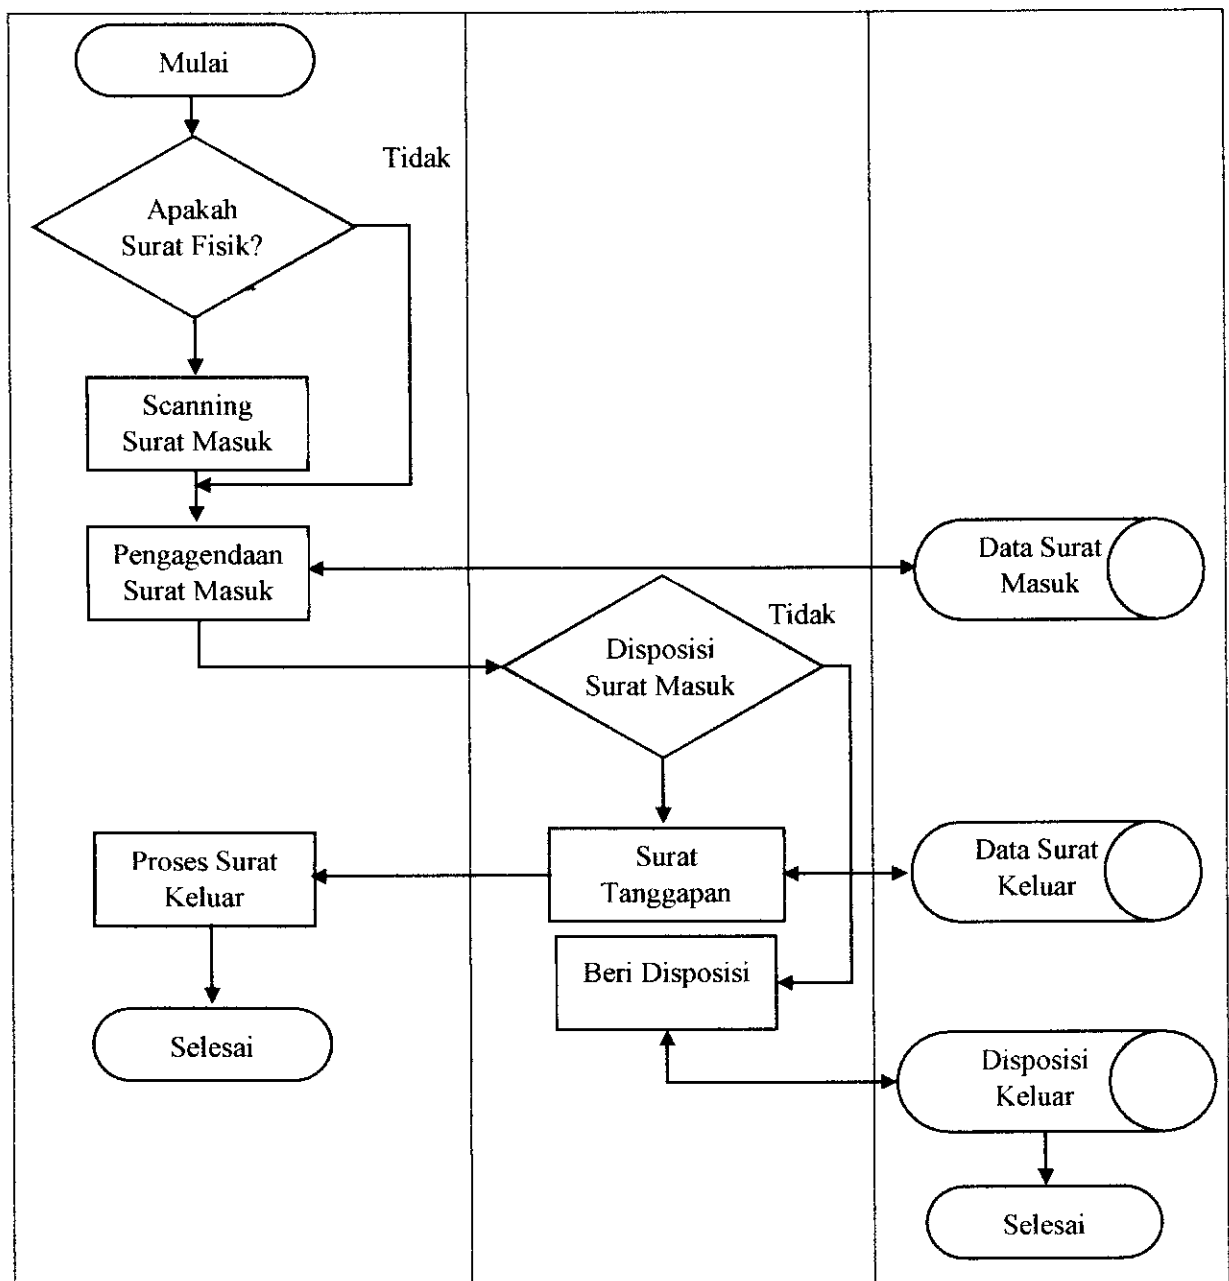 Mulai
Tidak
Apakah
Surat Fisik?
Scanning
Surat Masuk
Pengagendaan
Surat Masuk
Data Surat
Masuk
Tidak
Disposisi
Surat Masuk
Proses Surat
Keluar
Surat
Tanggapan
Data Surat
Keluar
Beri Disposisi
Selesai
Disposisi
Keluar
Selesai